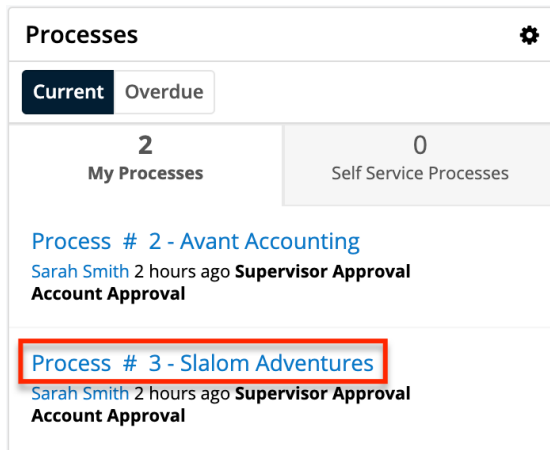 Processes
Current Overdue
2 0
My Processes Self Service Processes
Process # 2 - Avant Accounting
Sarah Smith 2 hours ago Supervisor Approval
Account Approval
Process # 3 - Slalom Adventures
Sarah Smith 2 hours ago Supervisor Approval
Account Approval